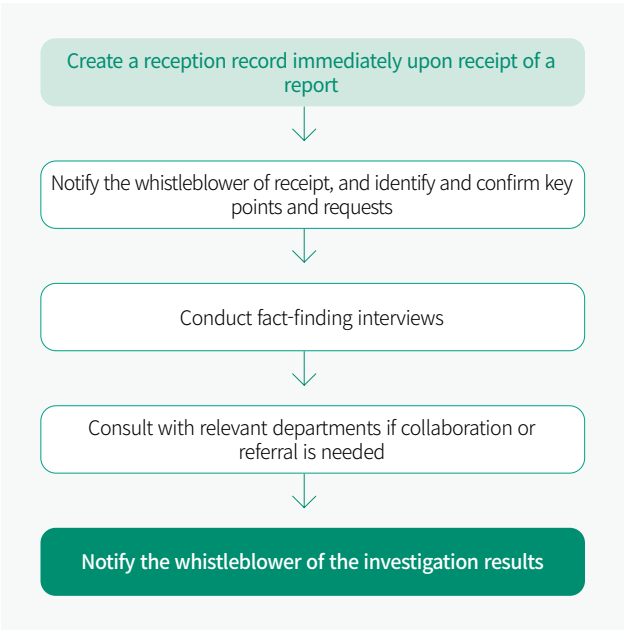 Create a reception record immediately upon receipt of a
report
Notify the whistleblower of receipt, and identify and confirm key
points and requests
Conduct fact-finding interviews
Consult with relevant departments if collaboration or
referral is needed
Notify the whistleblower of the investigation results